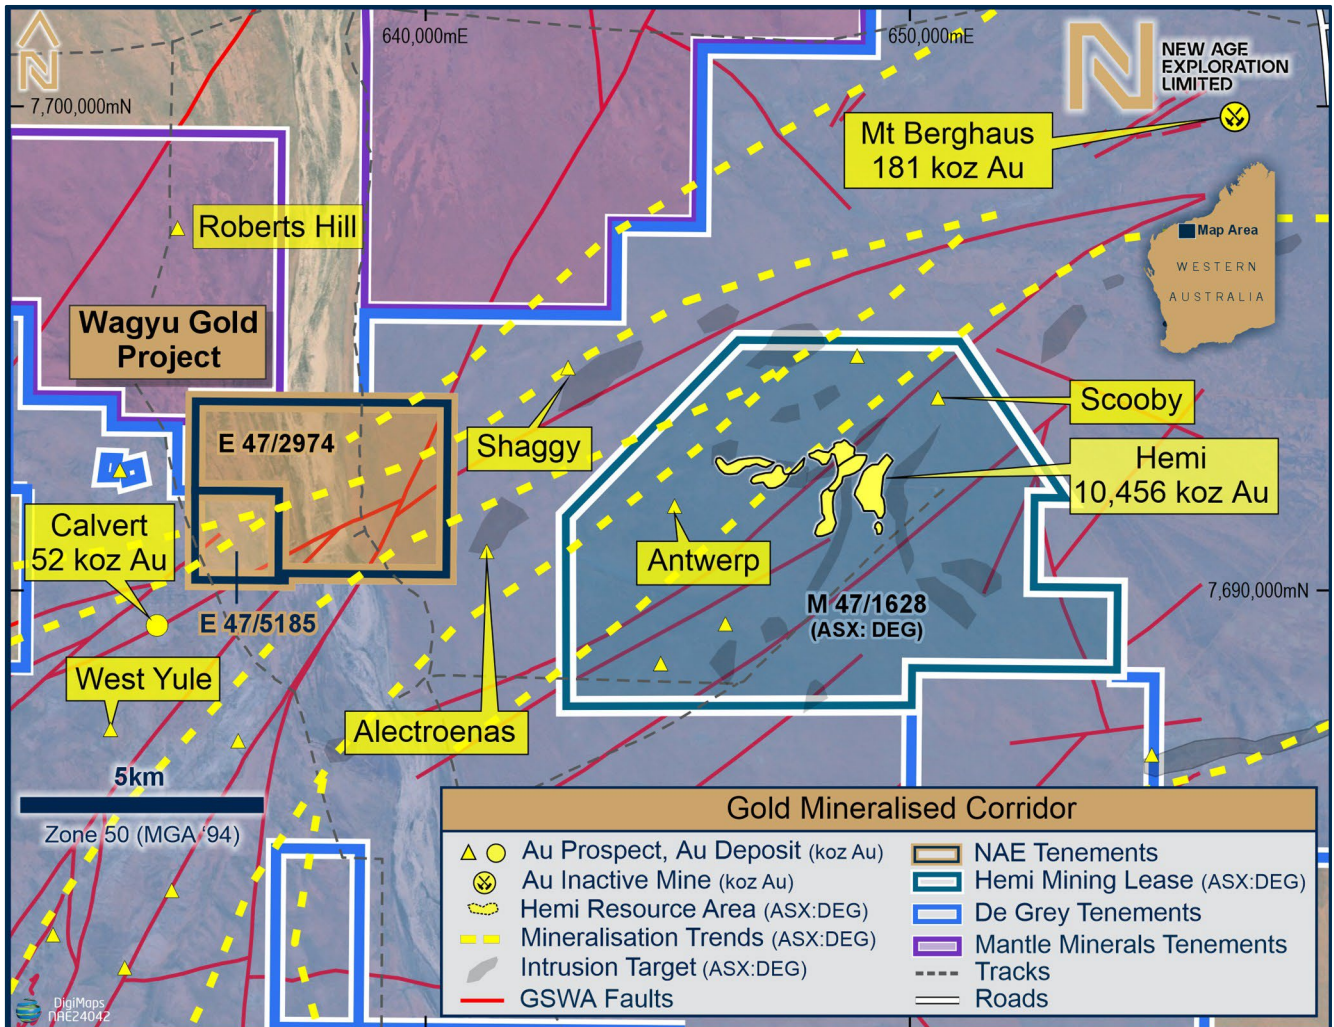 N
640,000mE
650,000mE
N
NEW AGE
EXPLORATION
LIMITED
7,700,000mN
Mt Berghaus
181 koz Au
Roberts Hill
Map Area
WESTERN
AUSTRALIA
Wagyu Gold
Project
Scooby
E 47/2974
Shaggy
Hemi
10,456 koz Au
Calvert
52 koz Au
Antwerp
7,690,000mN
M 47/1628
(ASX: DEG)
E 47/5185
West Yule
Alectroenas
5km
Zone 50 (MGA '94)
Gold Mineralised Corridor
Au Prospect, Au Deposit (koz Au)
Au Inactive Mine (koz Au)
Hemi Resource Area (ASX:DEG)
Mineralisation Trends (ASX:DEG)
Intrusion Target (ASX:DEG)
GSWA Faults
NAE Tenements
Hemi Mining Lease (ASX:DEG)
De Grey Tenements
Mantle Minerals Tenements
Tracks
Roads
DigiMaps
NAE24042